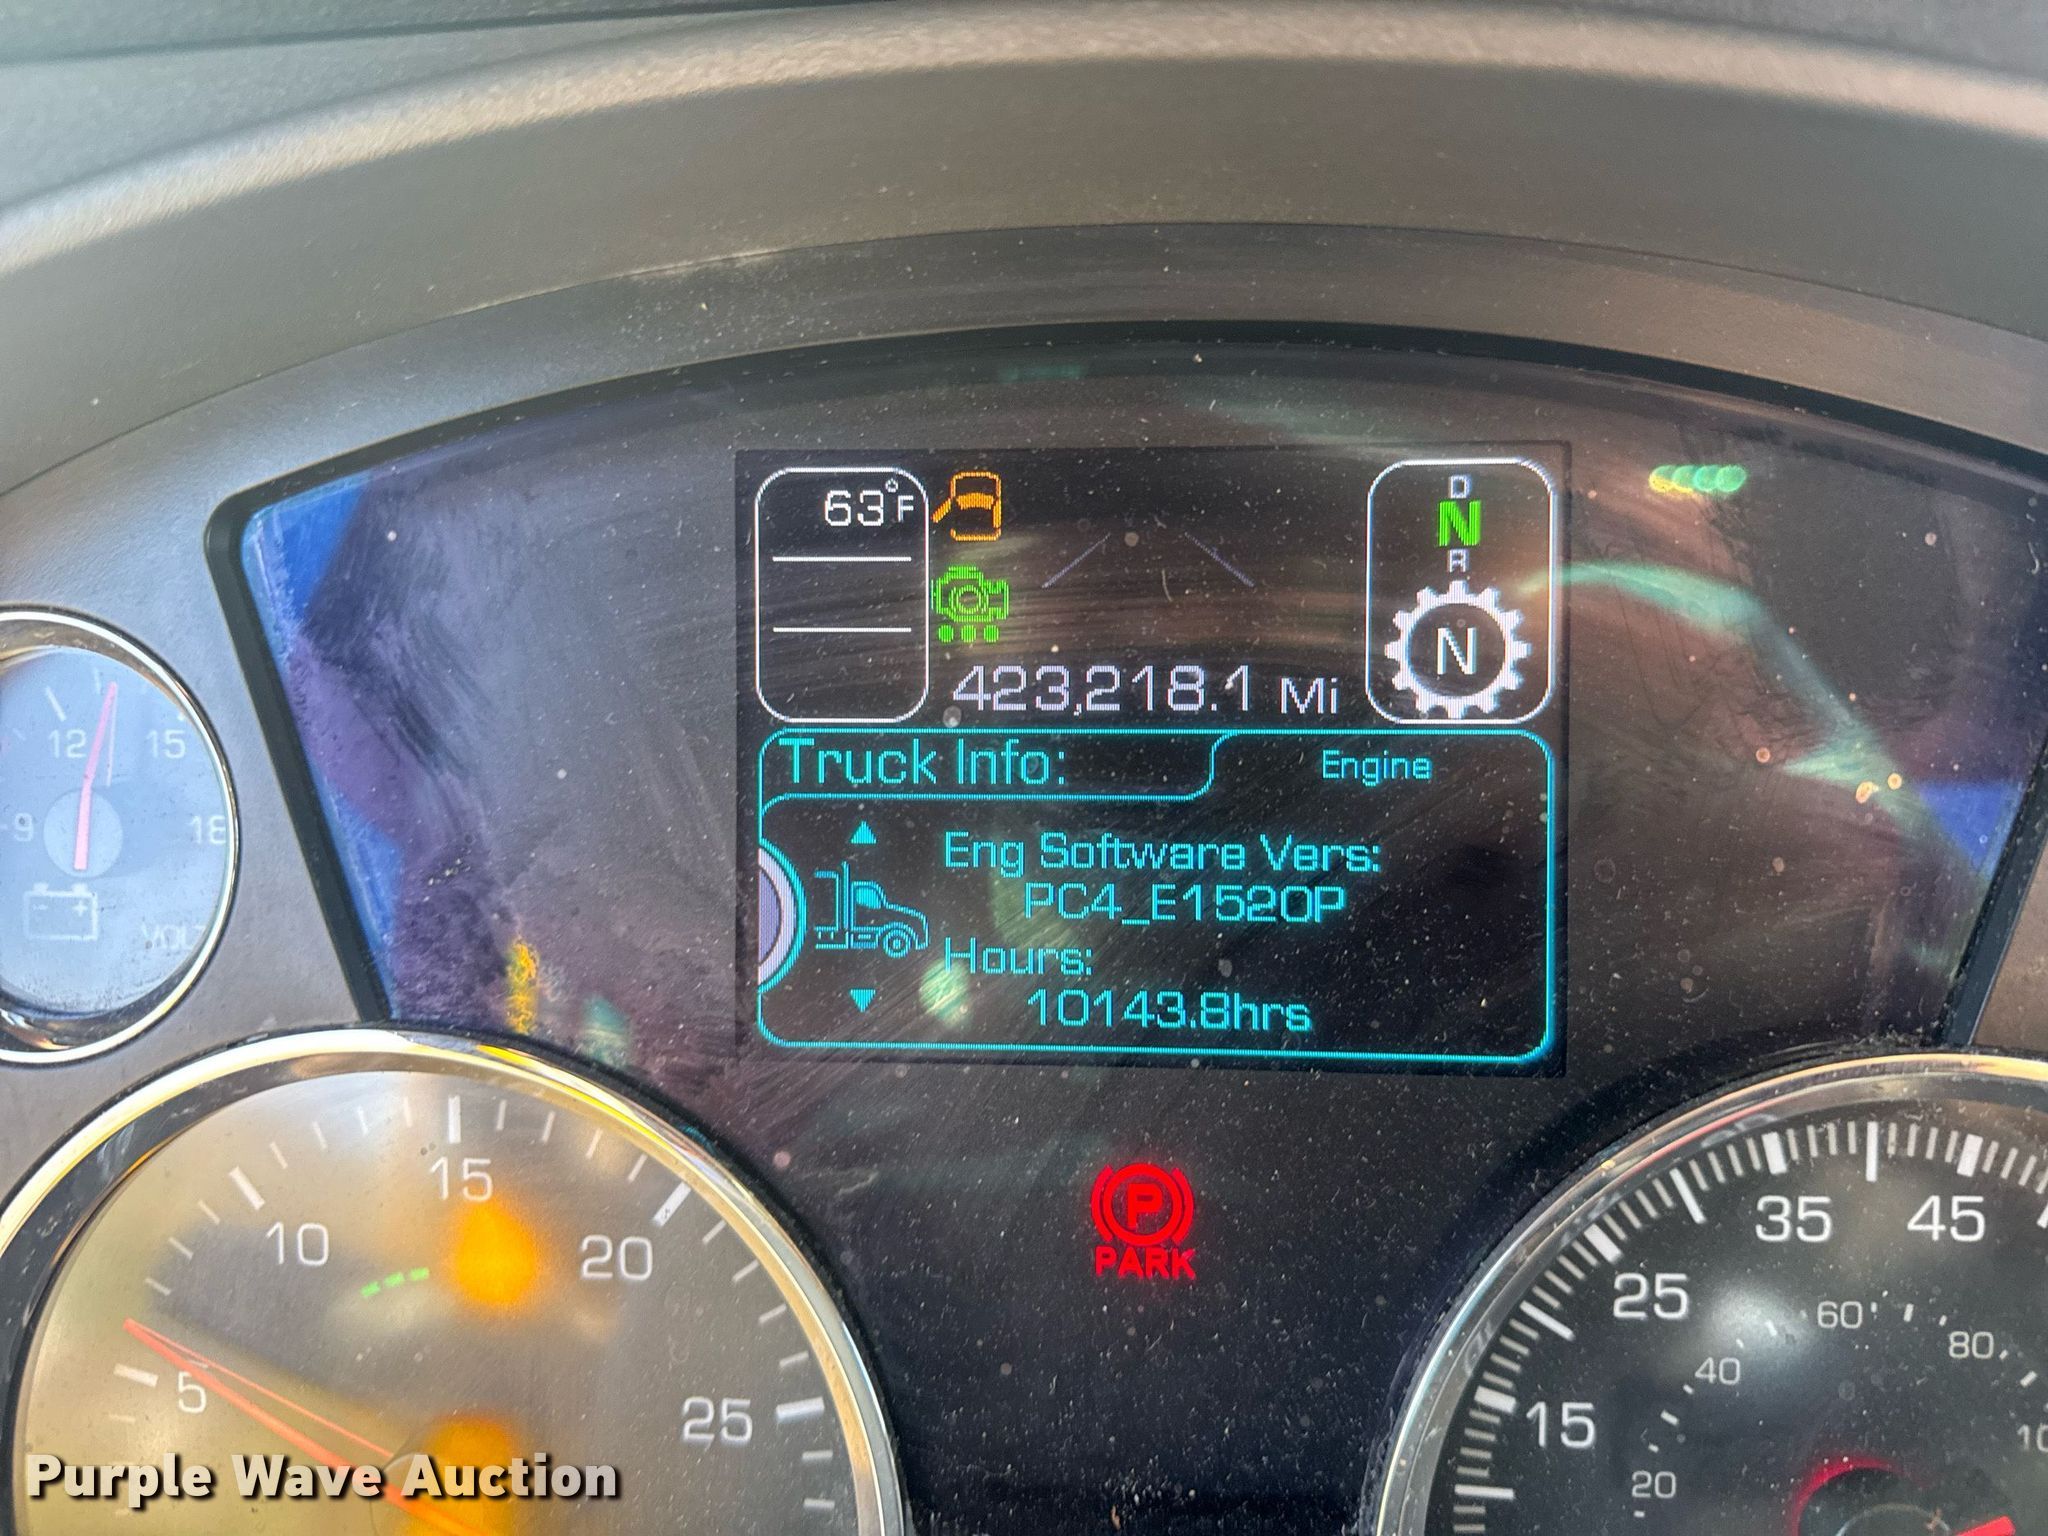 63°F
D
N
R
N
423,218.1 Mi
Truck Info:
Engine
Eng Software Vers:
PC4_E1520P
Hours:
10143.8hrs
12
15
9
18
- +
VOLT
P
PARK
5
10
15
20
25
15
25
35
45
20
40
60
80
Purple Wave Auction